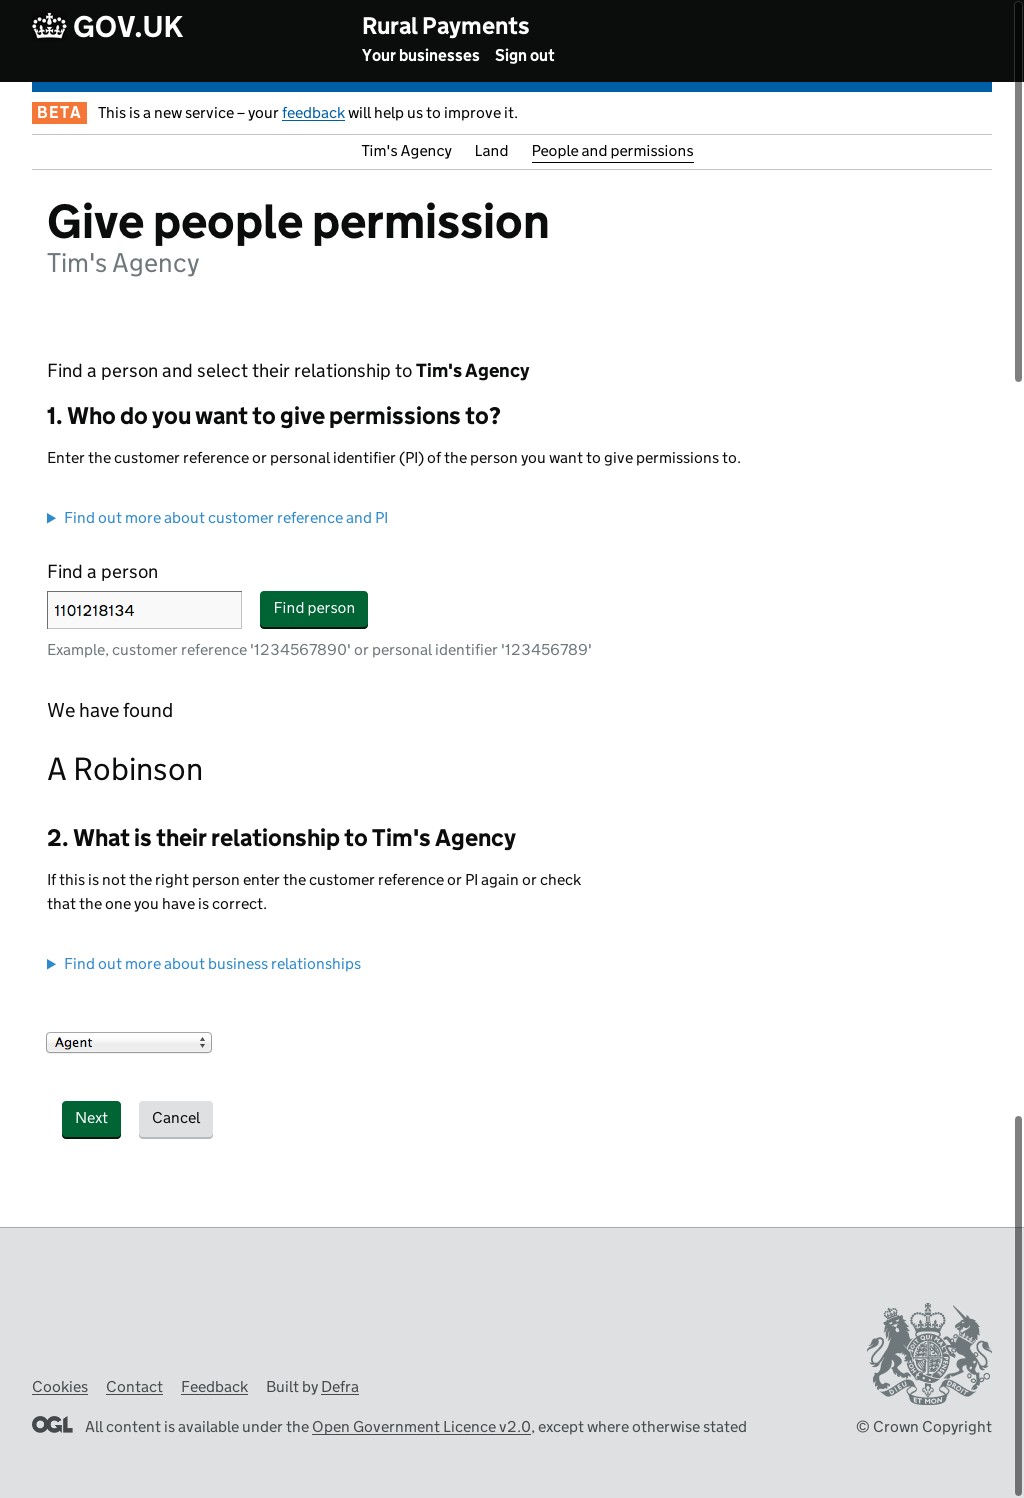 GOV.UK
Rural Payments
Your businesses Sign out
BETA This is a new service – your feedback will help us to improve it.
Tim's Agency Land People and permissions
Give people permission
Tim's Agency
Find a person and select their relationship to Tim's Agency
1. Who do you want to give permissions to?
Enter the customer reference or personal identifier (PI) of the person you want to give permissions to.
Find out more about customer reference and PI
Find a person
1101218134 Find person
Example, customer reference '1234567890' or personal identifier '123456789'
We have found
A Robinson
2. What is their relationship to Tim's Agency
If this is not the right person enter the customer reference or PI again or check
that the one you have is correct.
Find out more about business relationships
Agent
Next Cancel
Cookies Contact Feedback Built by Defra
OGL All content is available under the Open Government Licence v2.0, except where otherwise stated
© Crown Copyright